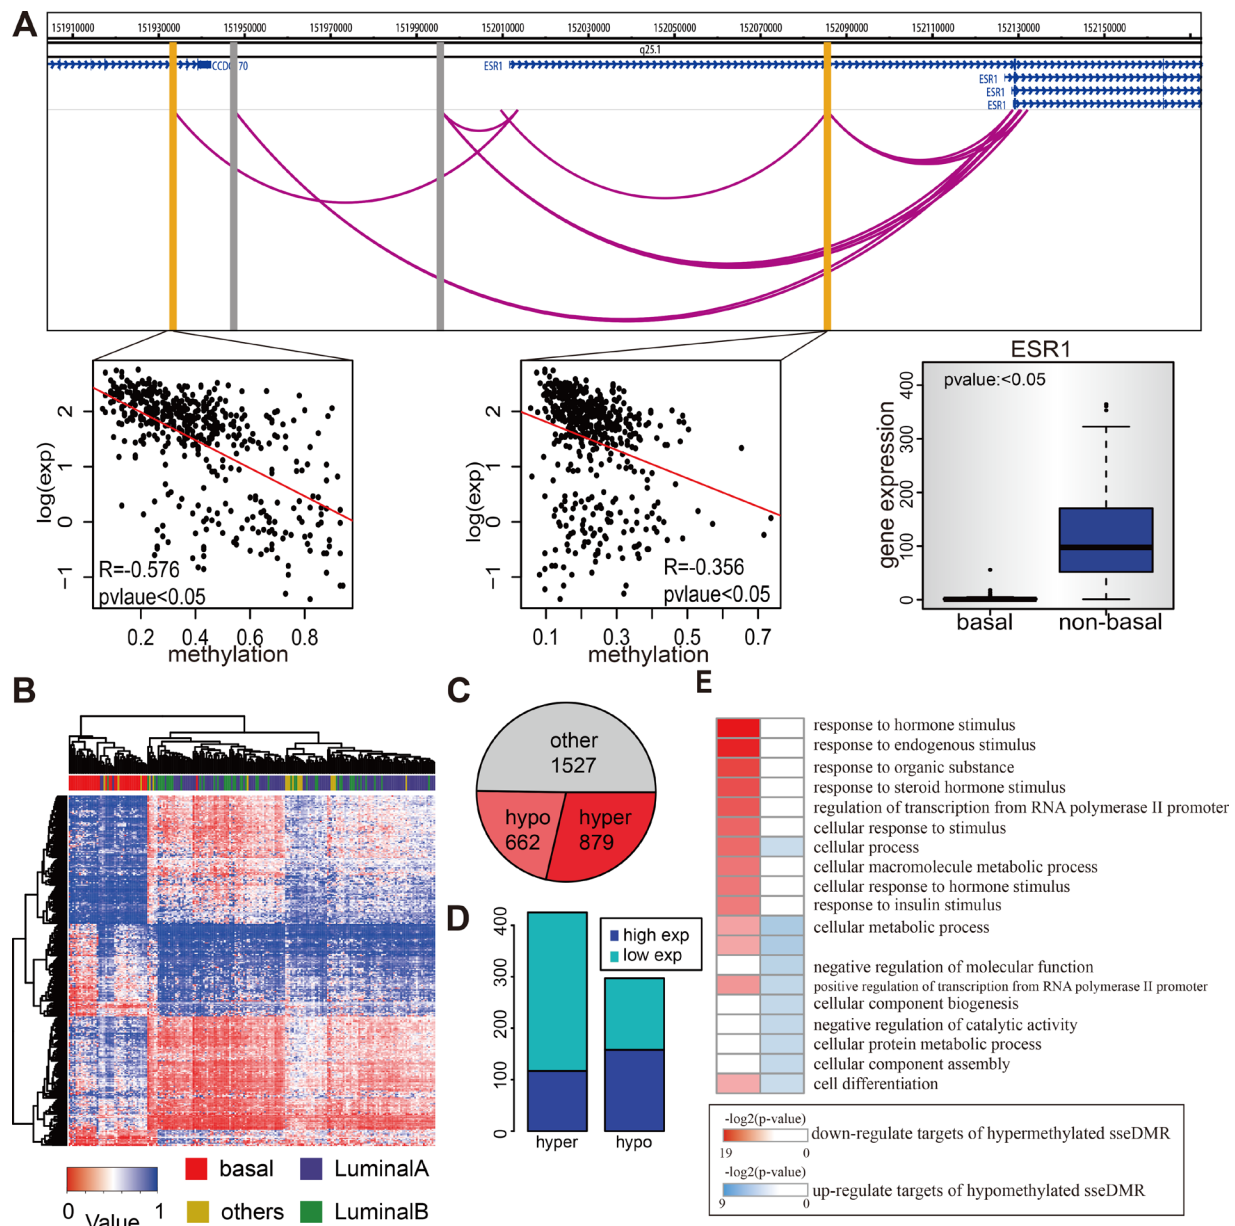 A
151910000 151930000 151950000 151970000 151990000 152010000 152030000 152050000 152070000 152090000 152110000 152130000 152150000
q25.1
ESR1
ESR1
ESR1
ESR1
log(exp)
2
1
0
−1
R=-0.576
pvlaue<0.05
0.2 0.4 0.6 0.8
methylation
log(exp)
2
1
0
−1
R=-0.356
pvlaue<0.05
0.1 0.3 0.5 0.7
methylation
ESR1
pvalue:<0.05
gene expression
400
300
200
100
0
basal non-basal
B
0 1
Value
basal
LuminalA
others
LuminalB
C
other
1527
hypo
662
hyper
879
D
400
300
200
100
0
high exp
low exp
hyper hypo
E
response to hormone stimulus
response to endogenous stimulus
response to organic substance
response to steroid hormone stimulus
regulation of transcription from RNA polymerase II promoter
cellular response to stimulus
cellular process
cellular macromolecule metabolic process
cellular response to hormone stimulus
response to insulin stimulus
cellular metabolic process
negative regulation of molecular function
positive regulation of transcription from RNA polymerase II promoter
cellular component biogenesis
negative regulation of catalytic activity
cellular protein metabolic process
cellular component assembly
cell differentiation
-log2(p-value)
19 0
down-regulate targets of hypermethylated sseDMR
-log2(p-value)
9 0
up-regulate targets of hypomethylated sseDMR